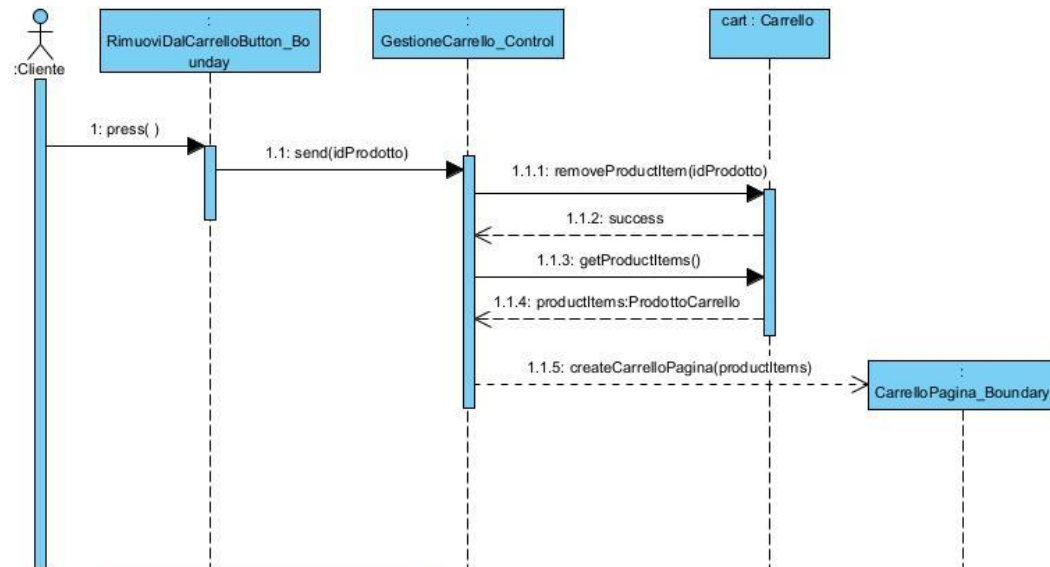 :
RimuoviDalCarrelloButton_Bo
unday
:
GestioneCarrello_Control
cart : Carrello
:Cliente
1: press( )
1.1: send(idProdotto)
1.1.1: removeProductItem(idProdotto)
1.1.2: success
1.1.3: getProductItems()
1.1.4: productItems:ProdottoCarrello
1.1.5: createCarrelloPagina(productItems)
:
CarrelloPagina_Boundary